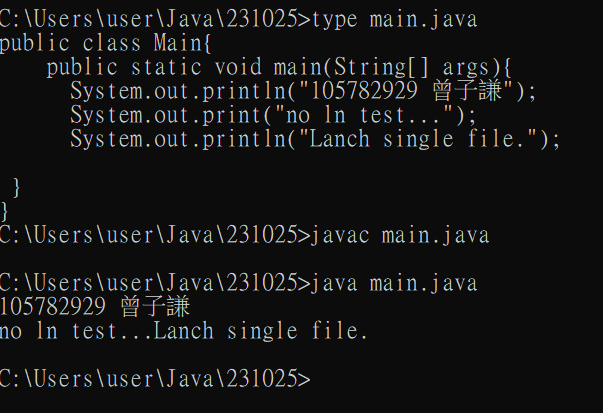 C:\Users\user\Java\231025>type main.java
public class Main{
    public static void main(String[] args){
      System.out.println("105782929 曾子謙");
      System.out.print("no ln test...");
      System.out.println("Lanch single file.");
 }
}
C:\Users\user\Java\231025>javac main.java
C:\Users\user\Java\231025>java main.java
105782929 曾子謙
no ln test...Lanch single file.
C:\Users\user\Java\231025>